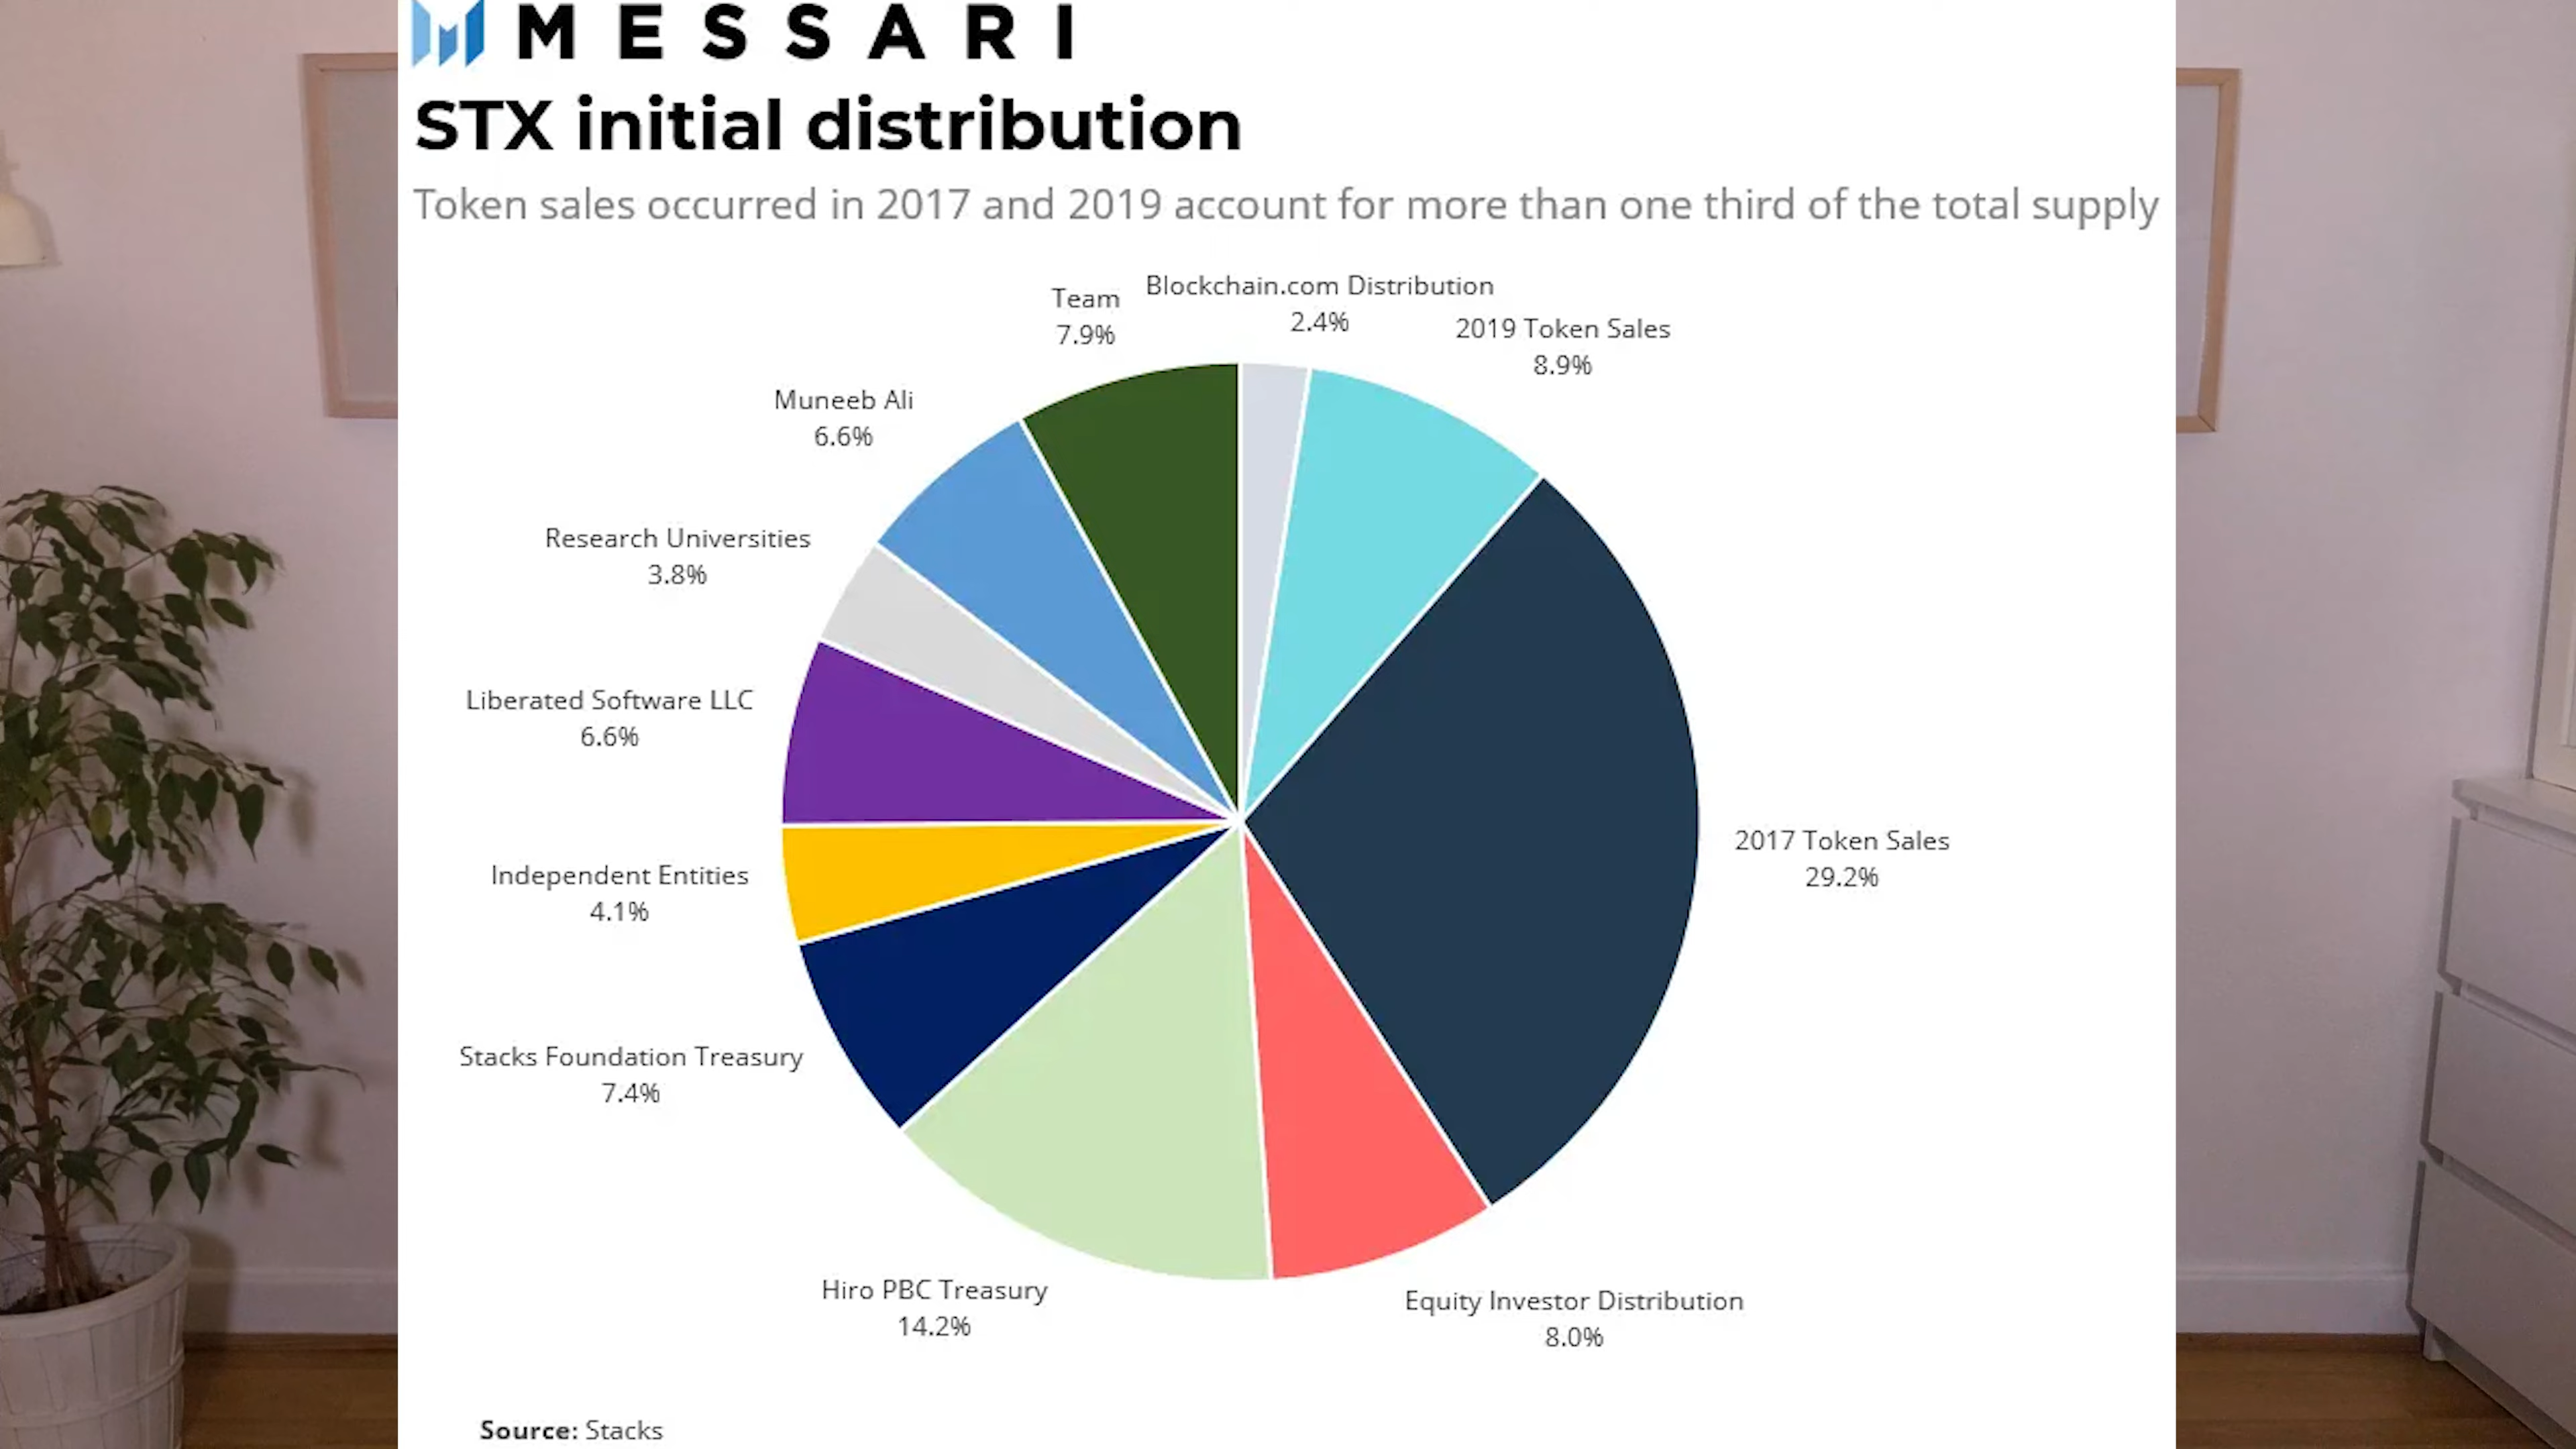 MESSARI
STX initial distribution
Token sales occurred in 2017 and 2019 account for more than one third of the total supply
Blockchain.com Distribution
2.4%
2019 Token Sales
8.9%
2017 Token Sales
29.2%
Equity Investor Distribution
8.0%
Hiro PBC Treasury
14.2%
Stacks Foundation Treasury
7.4%
Independent Entities
4.1%
Liberated Software LLC
6.6%
Research Universities
3.8%
Muneeb Ali
6.6%
Team
7.9%
Source: Stacks